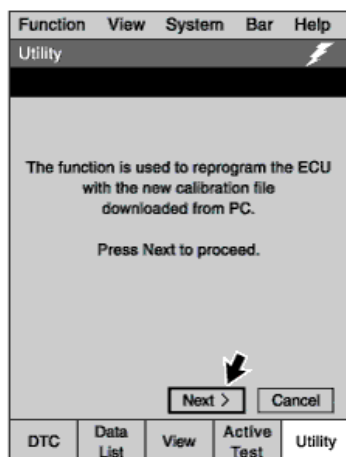 Function View System Bar Help
Utility
The function is used to reprogram the ECU
with the new calibration file
downloaded from PC.
Press Next to proceed.
Next > Cancel
DTC Data List View Active Test Utility